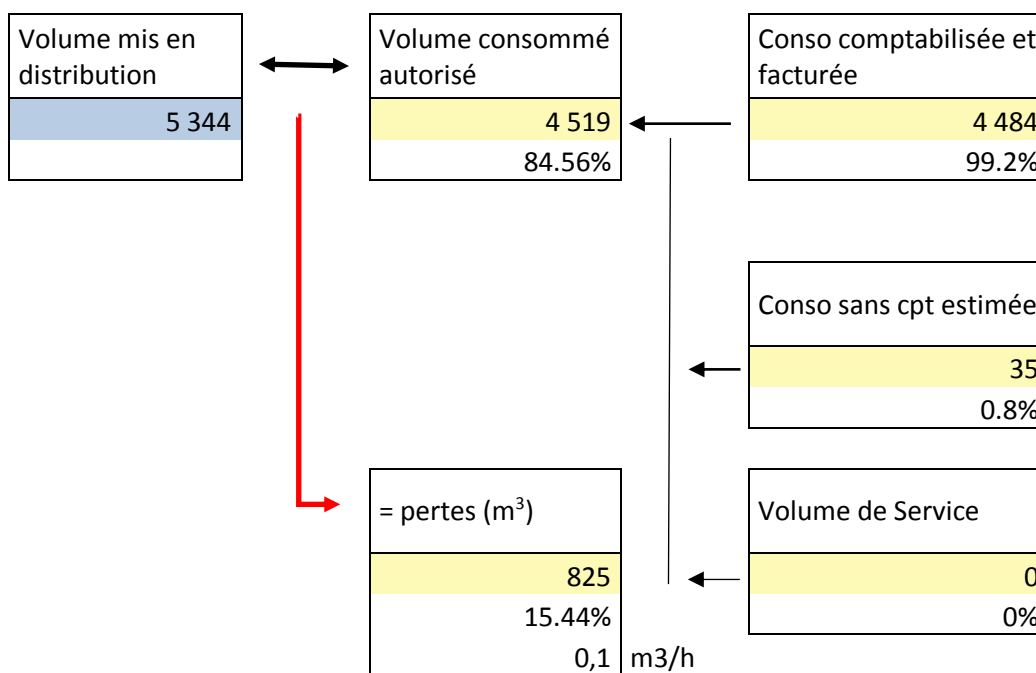 Volume mis en
distribution
5 344
Volume consommé
autorisé
4 519
84.56%
Conso comptabilisée et
facturée
4 484
99.2%
Conso sans cpt estimée
35
0.8%
= pertes (m³)
825
15.44%
0,1 m3/h
Volume de Service
0
0%